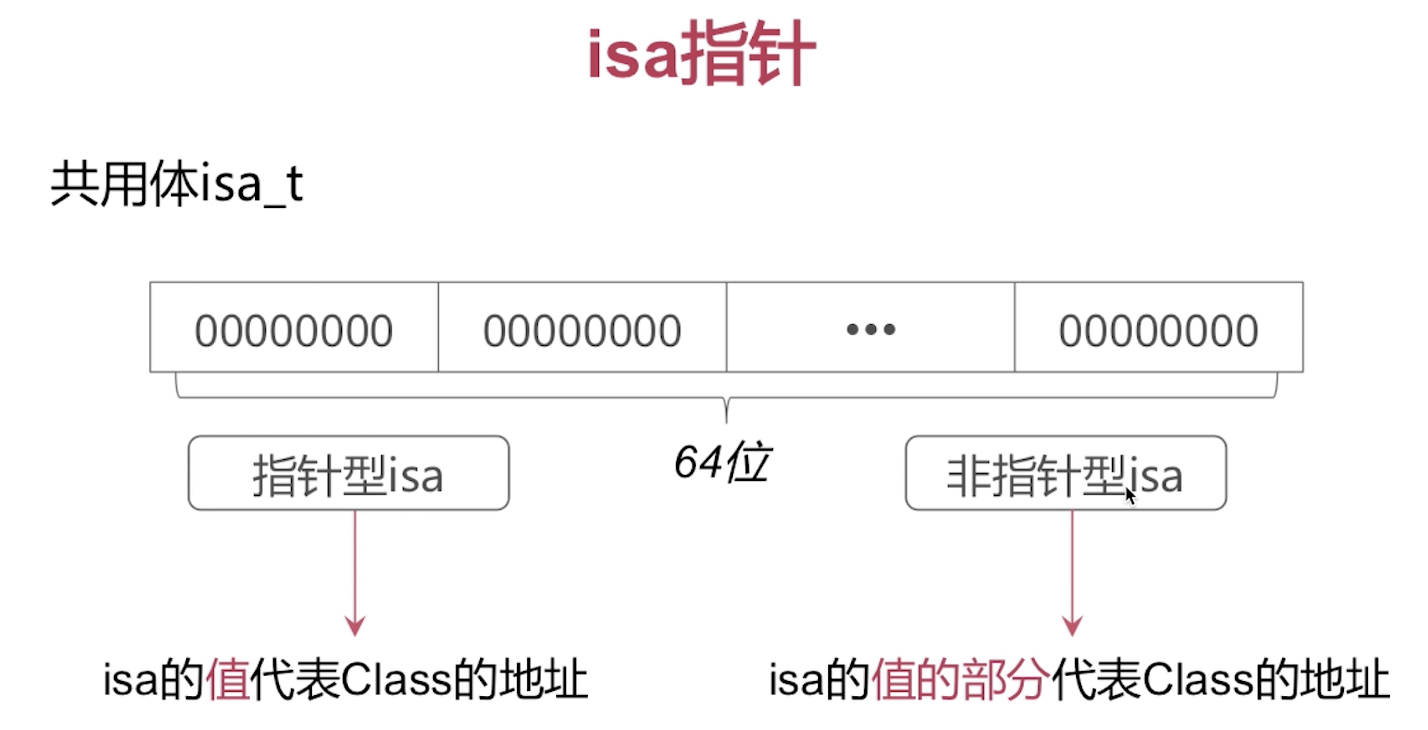 isa指针
共用体isa_t
00000000 00000000 ••• 00000000
64位
指针型isa 非指针型isa
isa的值代表Class的地址 isa的值的部分代表Class的地址